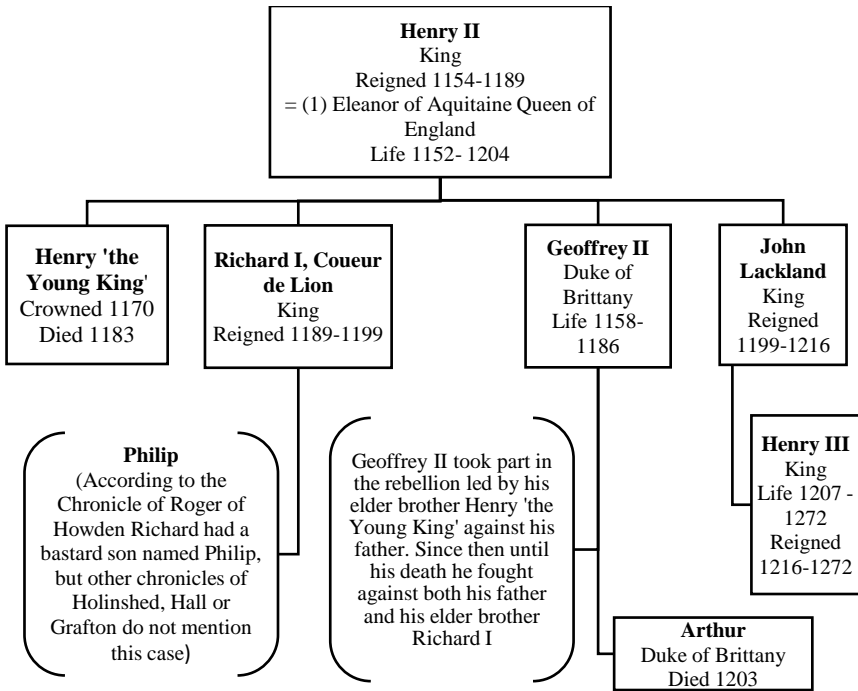 Henry II
King
Reigned 1154-1189
= (1) Eleanor of Aquitaine Queen of
England
Life 1152- 1204
Henry 'the
Young King'
Crowned 1170
Died 1183
Richard I, Coueur
de Lion
King
Reigned 1189-1199
Geoffrey II
Duke of
Brittany
Life 1158-
1186
John
Lackland
King
Reigned
1199-1216
Philip
(According to the
Chronicle of Roger of
Howden Richard had a
bastard son named Philip,
but other chronicles of
Holinshed, Hall or
Grafton do not mention
this case)
Geoffrey II took part in
the rebellion led by his
elder brother Henry 'the
Young King' against his
father. Since then until
his death he fought
against both his father
and his elder brother
Richard I
Henry III
King
Life 1207 -
1272
Reigned
1216-1272
Arthur
Duke of Brittany
Died 1203